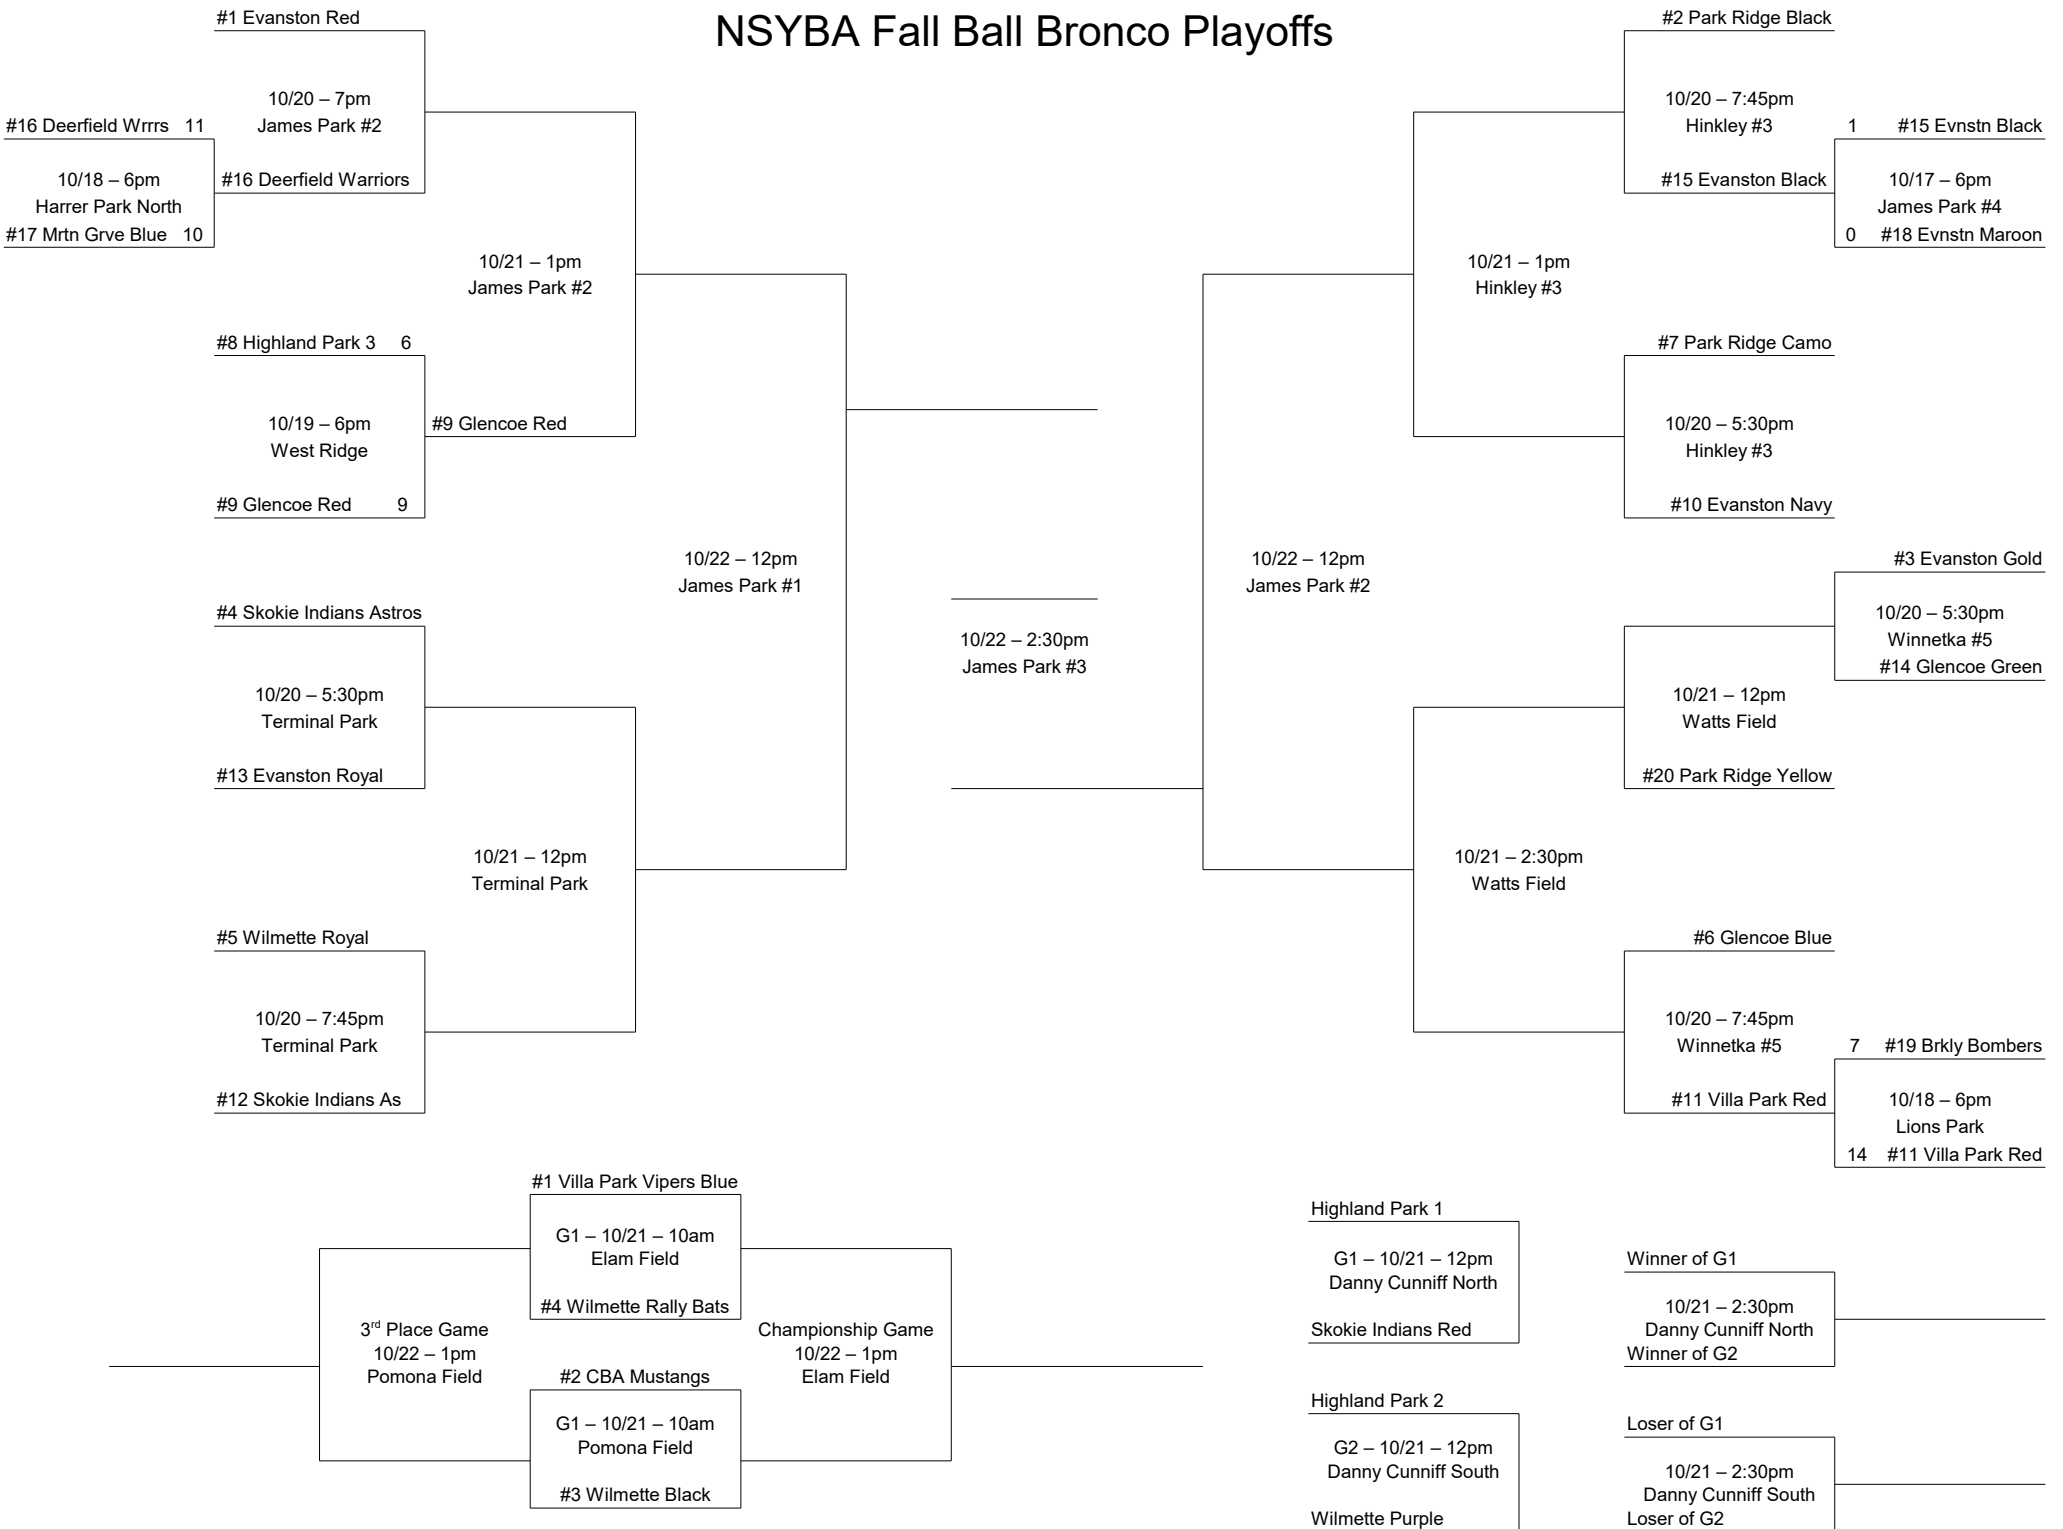 NSYBA Fall Ball Bronco Playoffs
#1 Evanston Red
10/20 – 7pm
James Park #2
#16 Deerfield Wrrrs 11
10/18 – 6pm
Harrer Park North
#17 Mrtn Grve Blue 10
#16 Deerfield Warriors
10/21 – 1pm
James Park #2
#8 Highland Park 3 6
10/19 – 6pm
West Ridge
#9 Glencoe Red 9
#9 Glencoe Red
10/22 – 12pm
James Park #1
#4 Skokie Indians Astros
10/20 – 5:30pm
Terminal Park
#13 Evanston Royal
10/21 – 12pm
Terminal Park
#5 Wilmette Royal
10/20 – 7:45pm
Terminal Park
#12 Skokie Indians As
10/22 – 2:30pm
James Park #3
10/22 – 12pm
James Park #2
#2 Park Ridge Black
10/20 – 7:45pm
Hinkley #3
#15 Evanston Black
1 #15 Evnstn Black
10/17 – 6pm
James Park #4
0 #18 Evnstn Maroon
10/21 – 1pm
Hinkley #3
#7 Park Ridge Camo
10/20 – 5:30pm
Hinkley #3
#10 Evanston Navy
#3 Evanston Gold
10/20 – 5:30pm
Winnetka #5
#14 Glencoe Green
10/21 – 12pm
Watts Field
#20 Park Ridge Yellow
10/21 – 2:30pm
Watts Field
#6 Glencoe Blue
10/20 – 7:45pm
Winnetka #5
#11 Villa Park Red
7 #19 Brkly Bombers
10/18 – 6pm
Lions Park
14 #11 Villa Park Red
#1 Villa Park Vipers Blue
G1 – 10/21 – 10am
Elam Field
#4 Wilmette Rally Bats
3rd Place Game
10/22 – 1pm
Pomona Field
Championship Game
10/22 – 1pm
Elam Field
#2 CBA Mustangs
G1 – 10/21 – 10am
Pomona Field
#3 Wilmette Black
Highland Park 1
G1 – 10/21 – 12pm
Danny Cunniff North
Skokie Indians Red
Winner of G1
10/21 – 2:30pm
Danny Cunniff North
Winner of G2
Highland Park 2
G2 – 10/21 – 12pm
Danny Cunniff South
Wilmette Purple
Loser of G1
10/21 – 2:30pm
Danny Cunniff South
Loser of G2